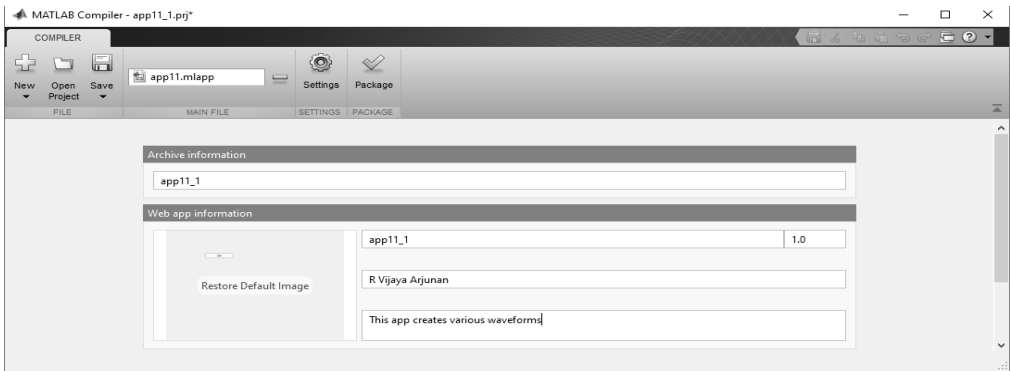 MATLAB Compiler - app11_1.prj*
COMPILER
New
Open Project
Save
app11.mlapp
Settings
Package
FILE
MAIN FILE
SETTINGS
PACKAGE
Archive information
app11_1
Web app information
app11_1
1.0
Restore Default Image
R Vijaya Arjunan
This app creates various waveforms